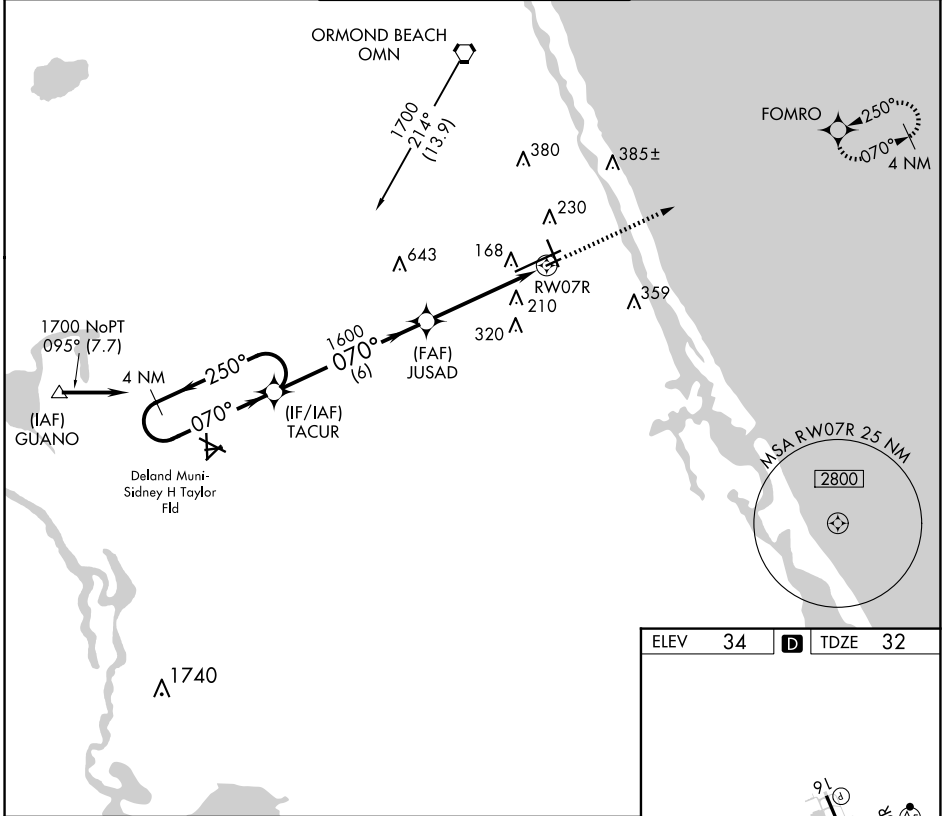 ORMOND BEACH
OMN
1700
214°
(13.9)
FOMRO
250°
070°
4 NM
380
385±
230
168
643
RW07R
210
359
320
1600
070°
(6)
(FAF)
JUSAD
1700 NoPT
095° (7.7)
4 NM
250°
070°
(IAF)
GUANO
(IF/IAF)
TACUR
Deland Muni-
Sidney H Taylor
Fld
MSA RW07R 25 NM
2800
1740
ELEV 34 D TDZE 32
16
P